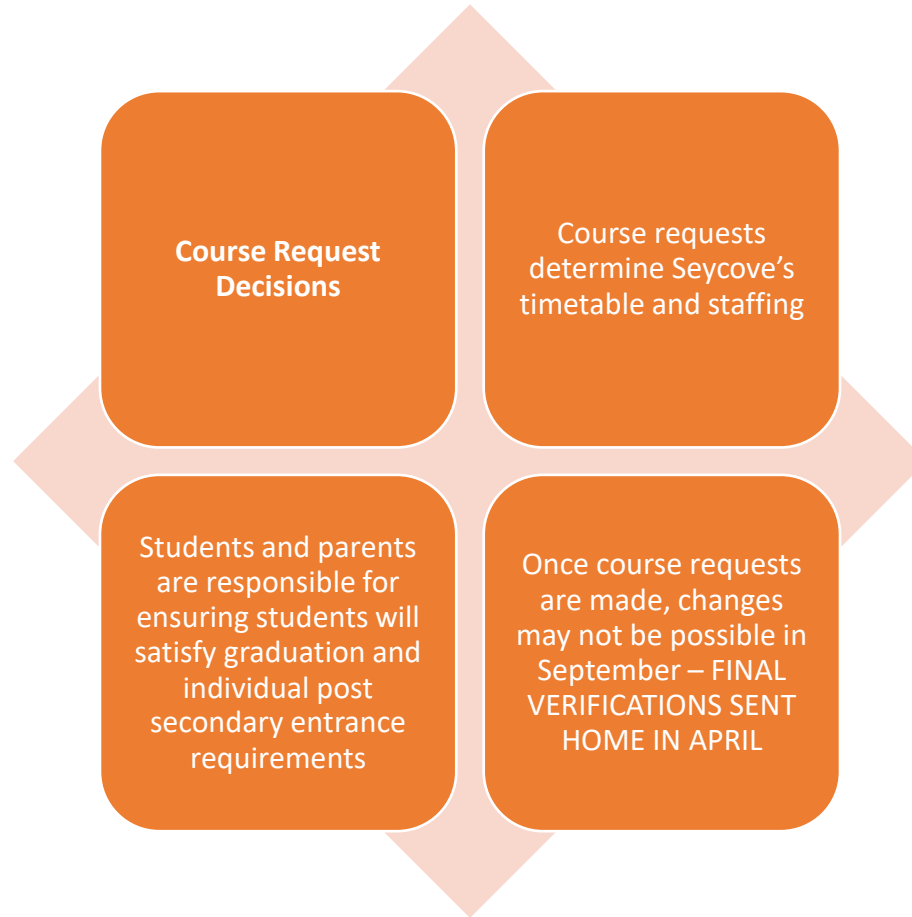 Course Request
Decisions
Course requests
determine Seycove’s
timetable and staffing
Students and parents
are responsible for
ensuring students will
satisfy graduation and
individual post
secondary entrance
requirements
Once course requests
are made, changes
may not be possible in
September – FINAL
VERIFICATIONS SENT
HOME IN APRIL